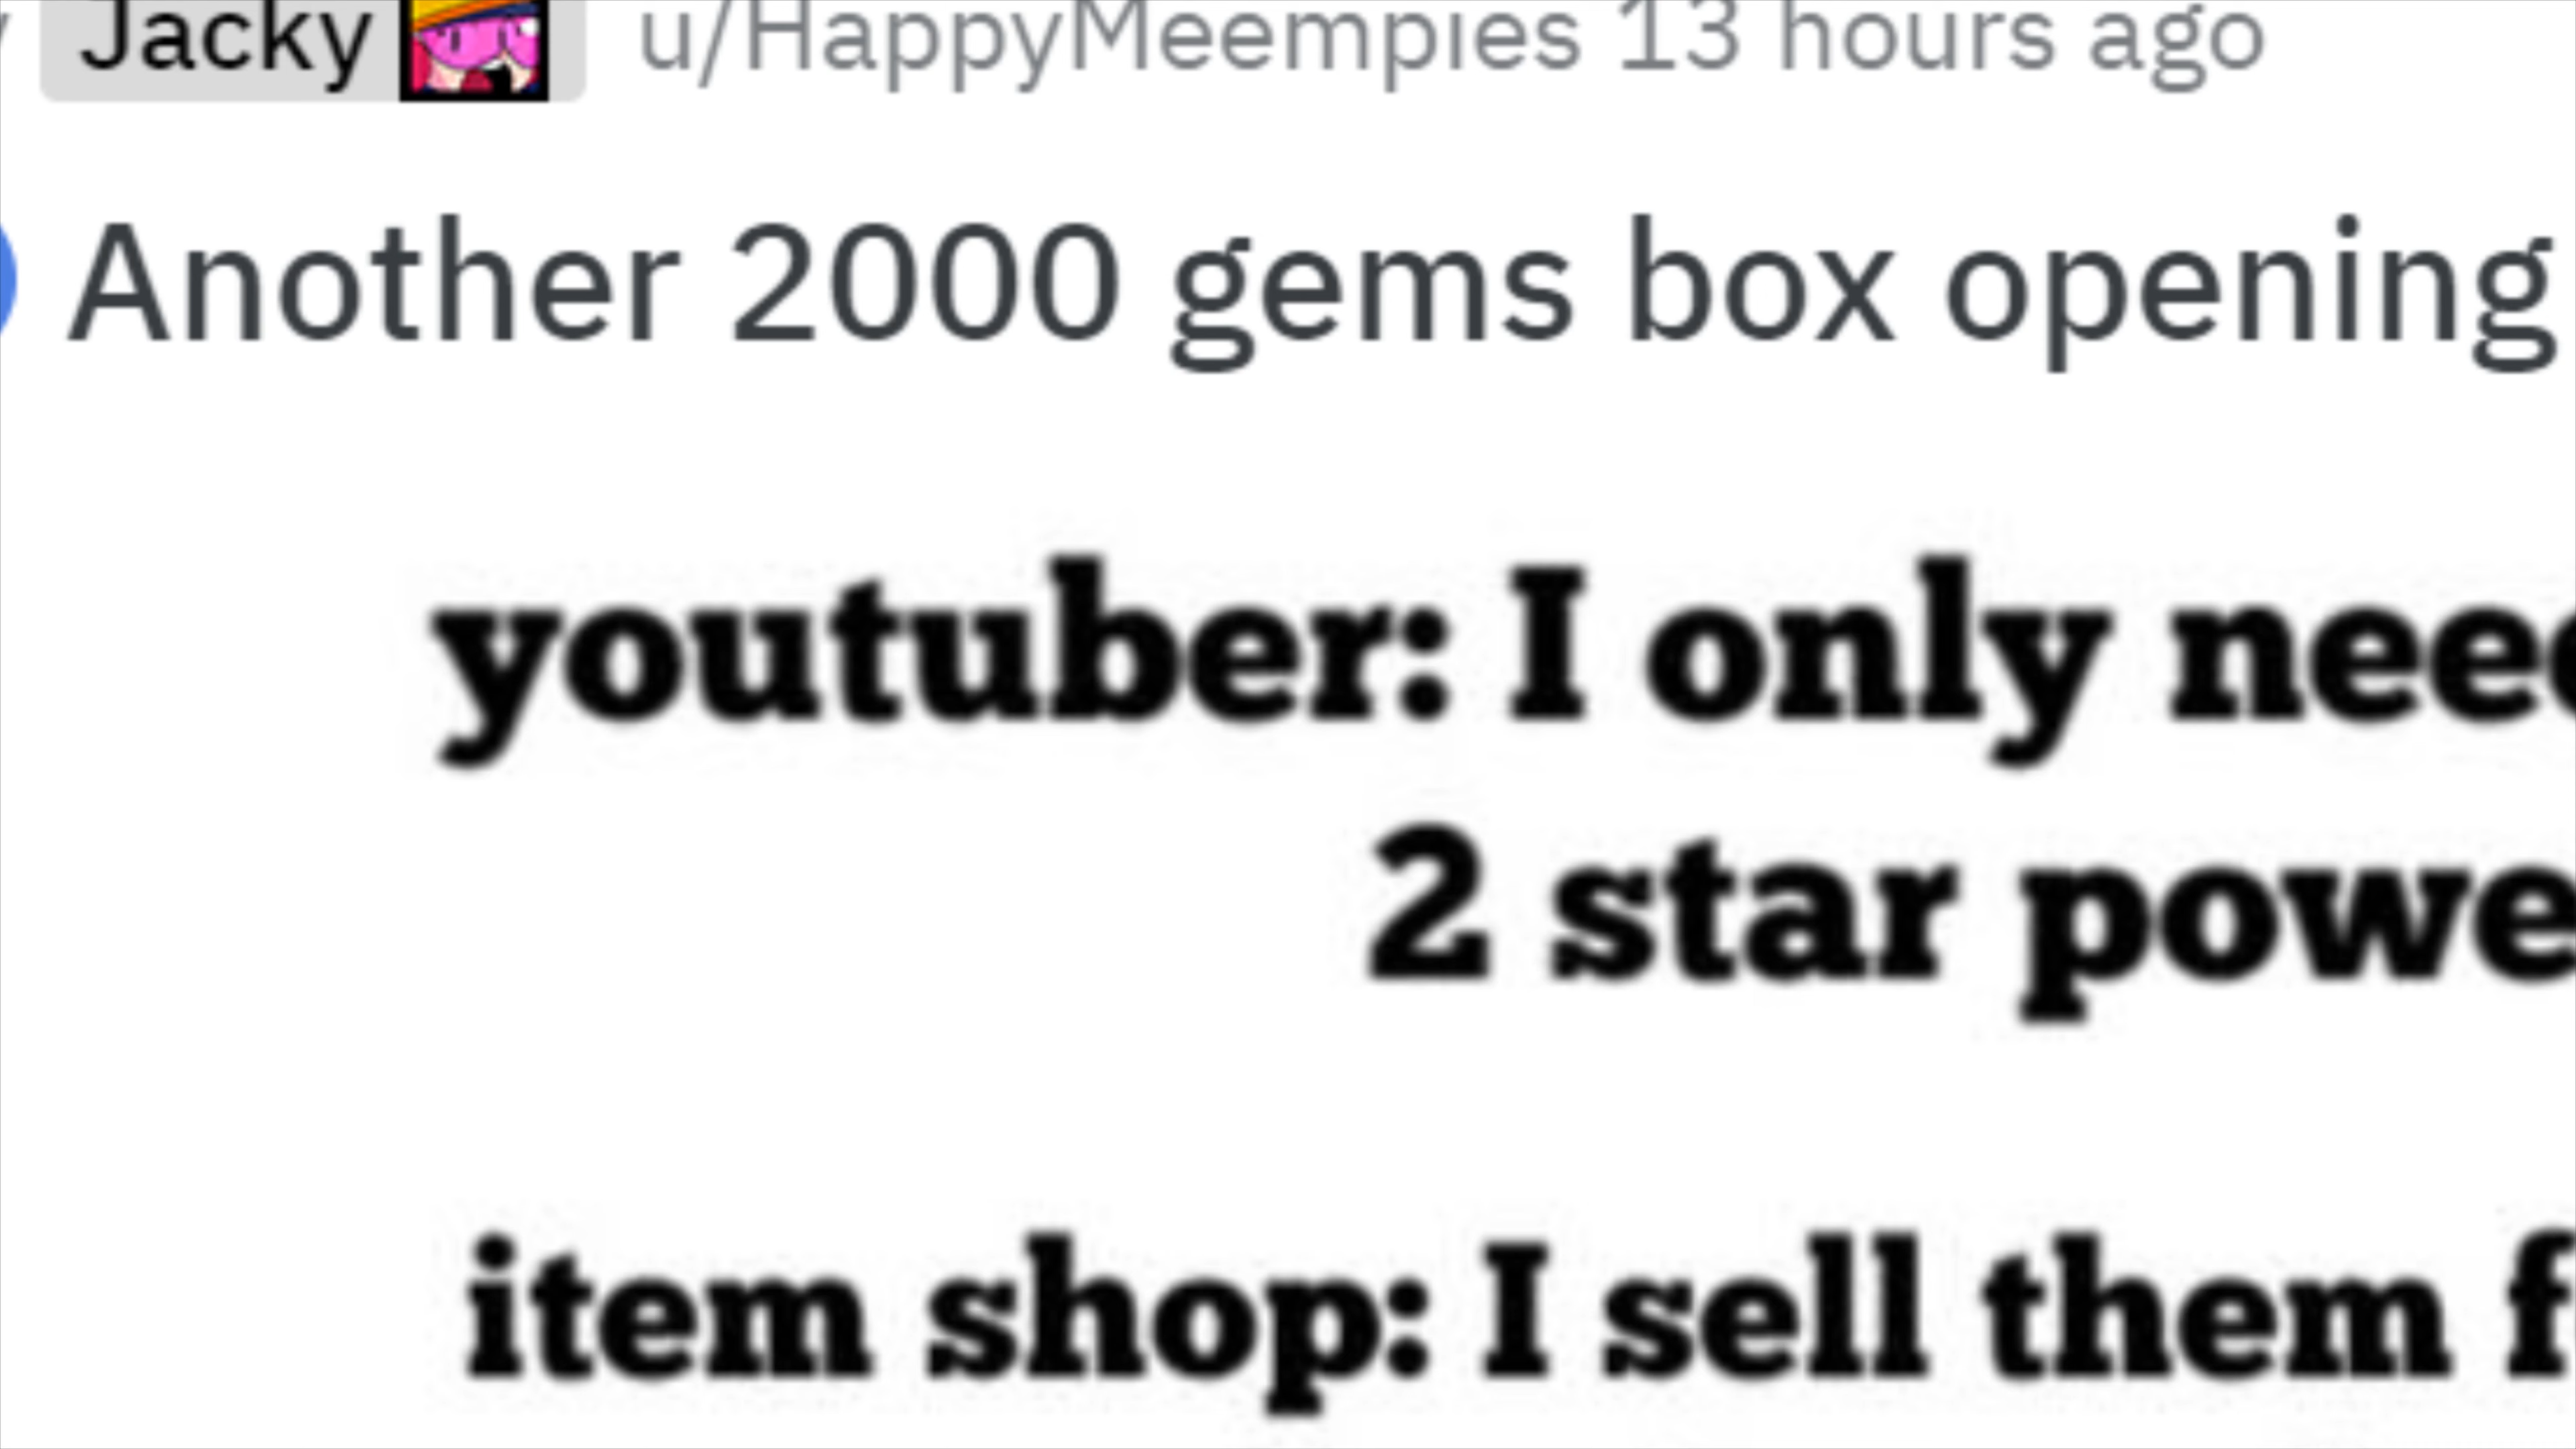 Jacky u/HappyMeempies 13 hours ago
Another 2000 gems box opening
youtuber: I only
2 star
item shop: I sell them